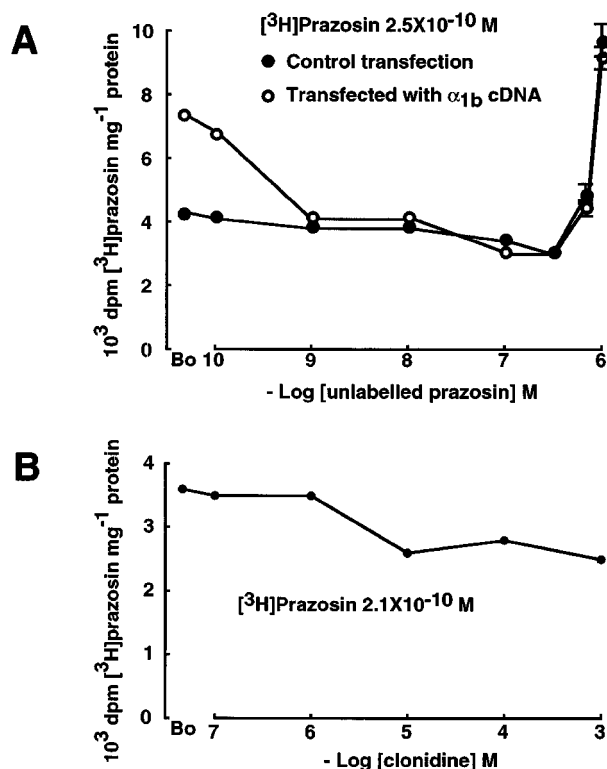 A
[³H]Prazosin 2.5X10⁻¹⁰ M
Control transfection
Transfected with α1b cDNA
10³ dpm [³H]prazosin mg⁻¹ protein
10
8
6
4
2
0
Bo 10 9 8 7 6
- Log [unlabelled prazosin] M
B
10³ dpm [³H]prazosin mg⁻¹ protein
4
3
2
1
0
[³H]Prazosin 2.1X10⁻¹⁰ M
Bo 7 6 5 4 3
- Log [clonidine] M